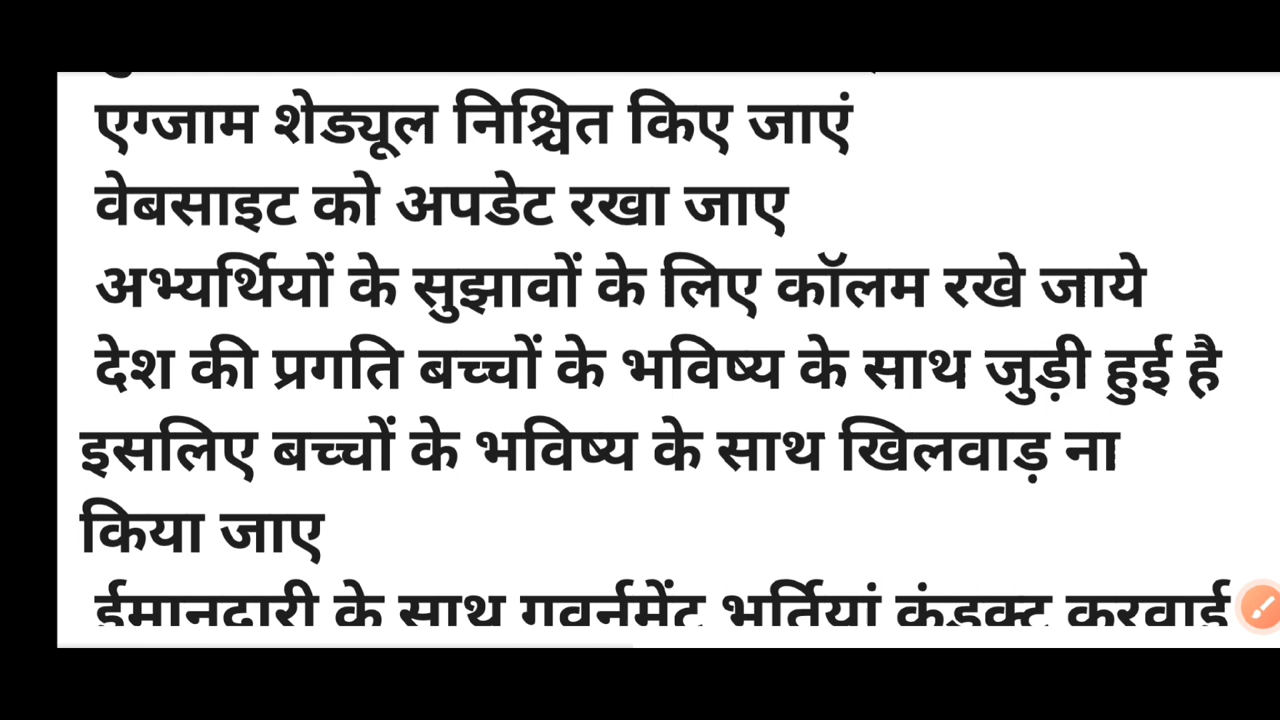 एग्जाम शेड्यूल निश्चित किए जाएं
वेबसाइट को अपडेट रखा जाए
अभ्यर्थियों के सुझावों के लिए कॉलम रखे जाये
देश की प्रगति बच्चों के भविष्य के साथ जुड़ी हुई है
इसलिए बच्चों के भविष्य के साथ खिलवाड़ ना
किया जाए
ईमानदारी के साथ गवर्नमेंट भर्तियां कंडक्ट करवाई